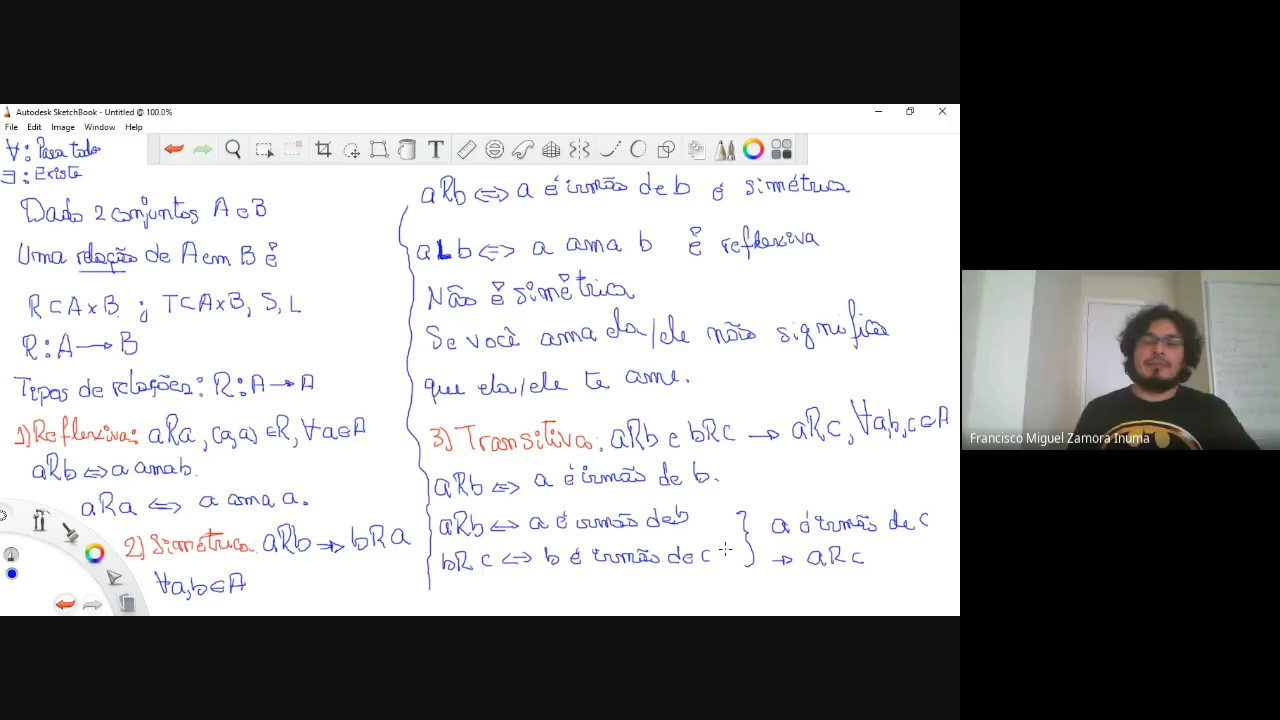 Autodesk SketchBook - Untitled @ 100.0%
File Edit Image Window Help
∀: Para todo
∃: Existe
Dado 2 conjuntos A e B
Uma relação de A em B é
R⊂A×B ; T⊂A×B, S, L
R:A→B
Tipos de relações: R:A→A
1) Reflexiva: aRa, (a,a)∈R, ∀a∈A
aRb⇔a ama b.
aRa ⇔ a ama a.
2) Simétrica: aRb→bRa
∀a,b∈A
aRb ⇔ a é irmão de b é simétrica
aLb⇔ a ama b é reflexiva
Não é simétrica
Se você ama ela/ele não significa
que ela/ele te ame.
3) Transitiva: aRb e bRc → aRc, ∀a,b,c∈A
aRb ⇔ a é irmão de b.
aRb ⇔ a é irmão de b
bRc ⇔ b é irmão de c
} a é irmão de c
→ aRc
Francisco Miguel Zamora Inuma